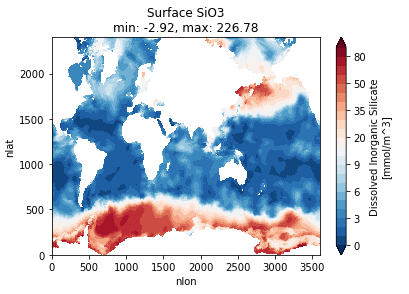 Surface SiO3
min: -2.92, max: 226.78
nlat
2000
1500
1000
500
0
0 500 1000 1500 2000 2500 3000 3500
nlon
80
50
35
20
9
6
3
0
Dissolved Inorganic Silicate
[mmol/m^3]